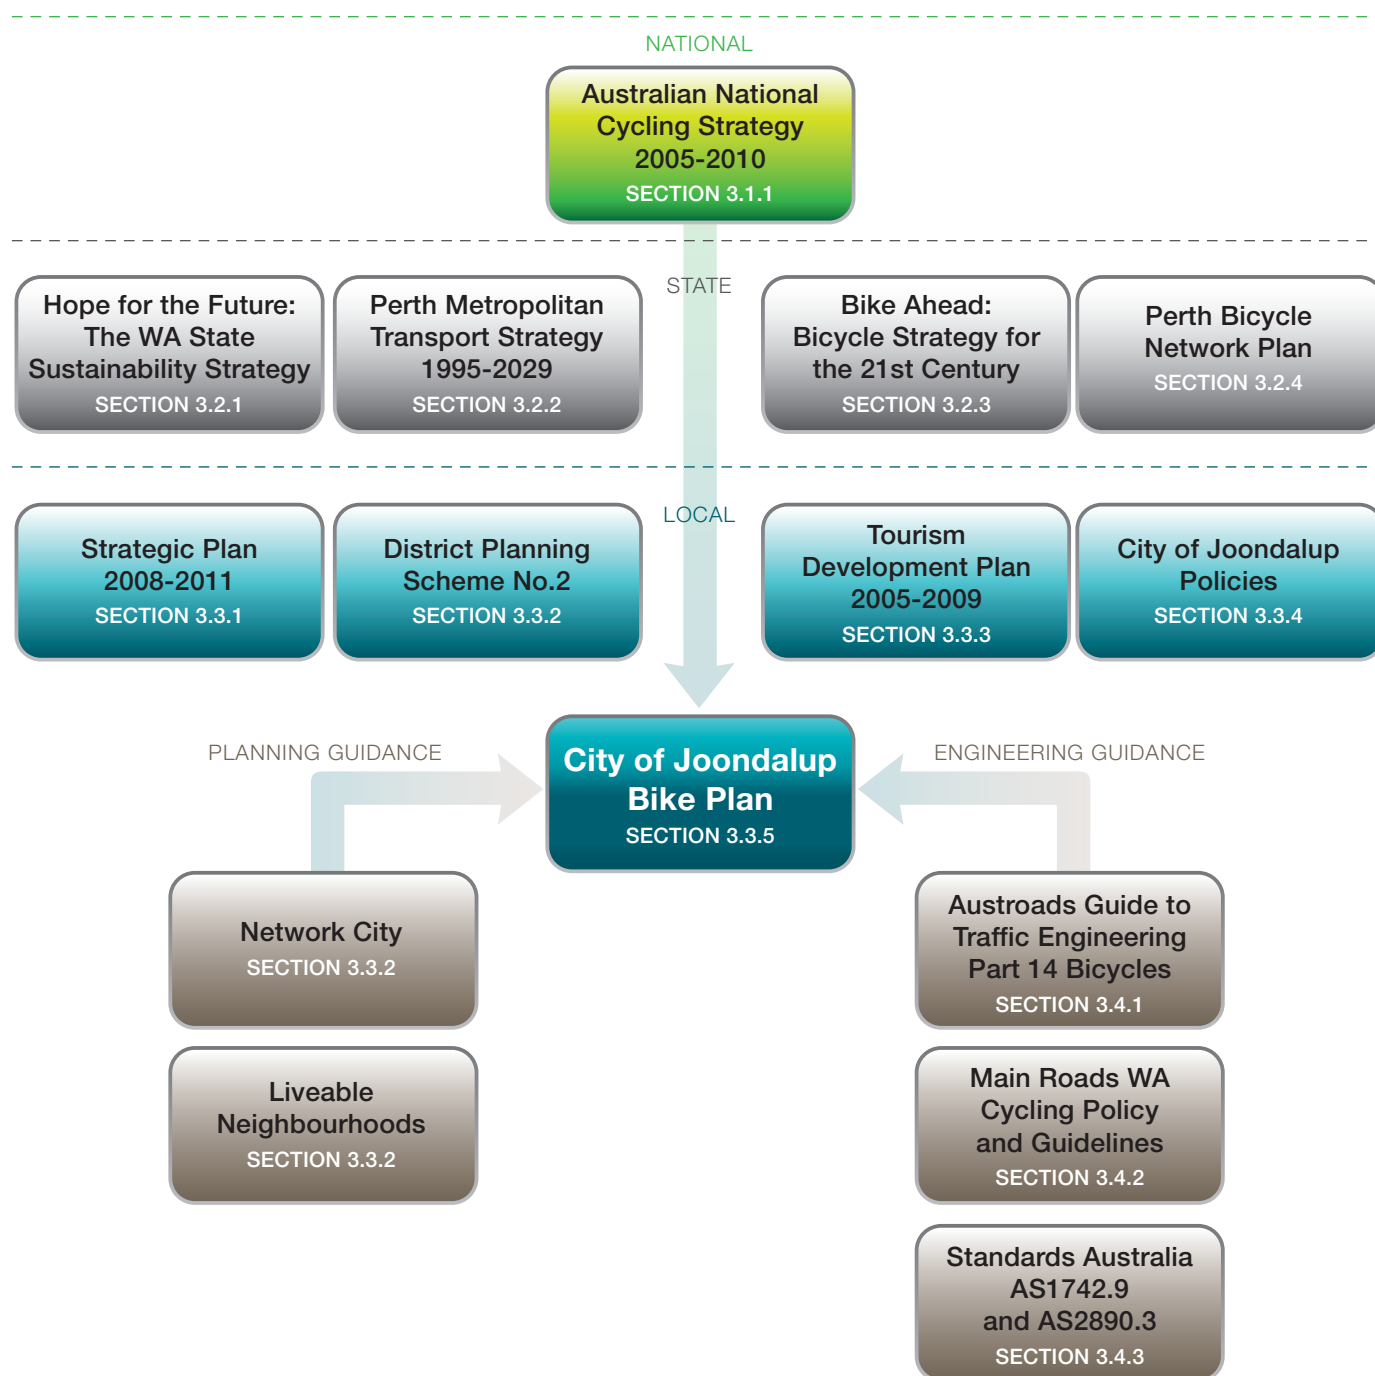 NATIONAL
Australian National
Cycling Strategy
2005-2010
SECTION 3.1.1
STATE
Hope for the Future:
The WA State
Sustainability Strategy
SECTION 3.2.1
Perth Metropolitan
Transport Strategy
1995-2029
SECTION 3.2.2
Bike Ahead:
Bicycle Strategy for
the 21st Century
SECTION 3.2.3
Perth Bicycle
Network Plan
SECTION 3.2.4
LOCAL
Strategic Plan
2008-2011
SECTION 3.3.1
District Planning
Scheme No.2
SECTION 3.3.2
Tourism
Development Plan
2005-2009
SECTION 3.3.3
City of Joondalup
Policies
SECTION 3.3.4
PLANNING GUIDANCE
City of Joondalup
Bike Plan
SECTION 3.3.5
ENGINEERING GUIDANCE
Network City
SECTION 3.3.2
Liveable
Neighbourhoods
SECTION 3.3.2
Austroads Guide to
Traffic Engineering
Part 14 Bicycles
SECTION 3.4.1
Main Roads WA
Cycling Policy
and Guidelines
SECTION 3.4.2
Standards Australia
AS1742.9
and AS2890.3
SECTION 3.4.3